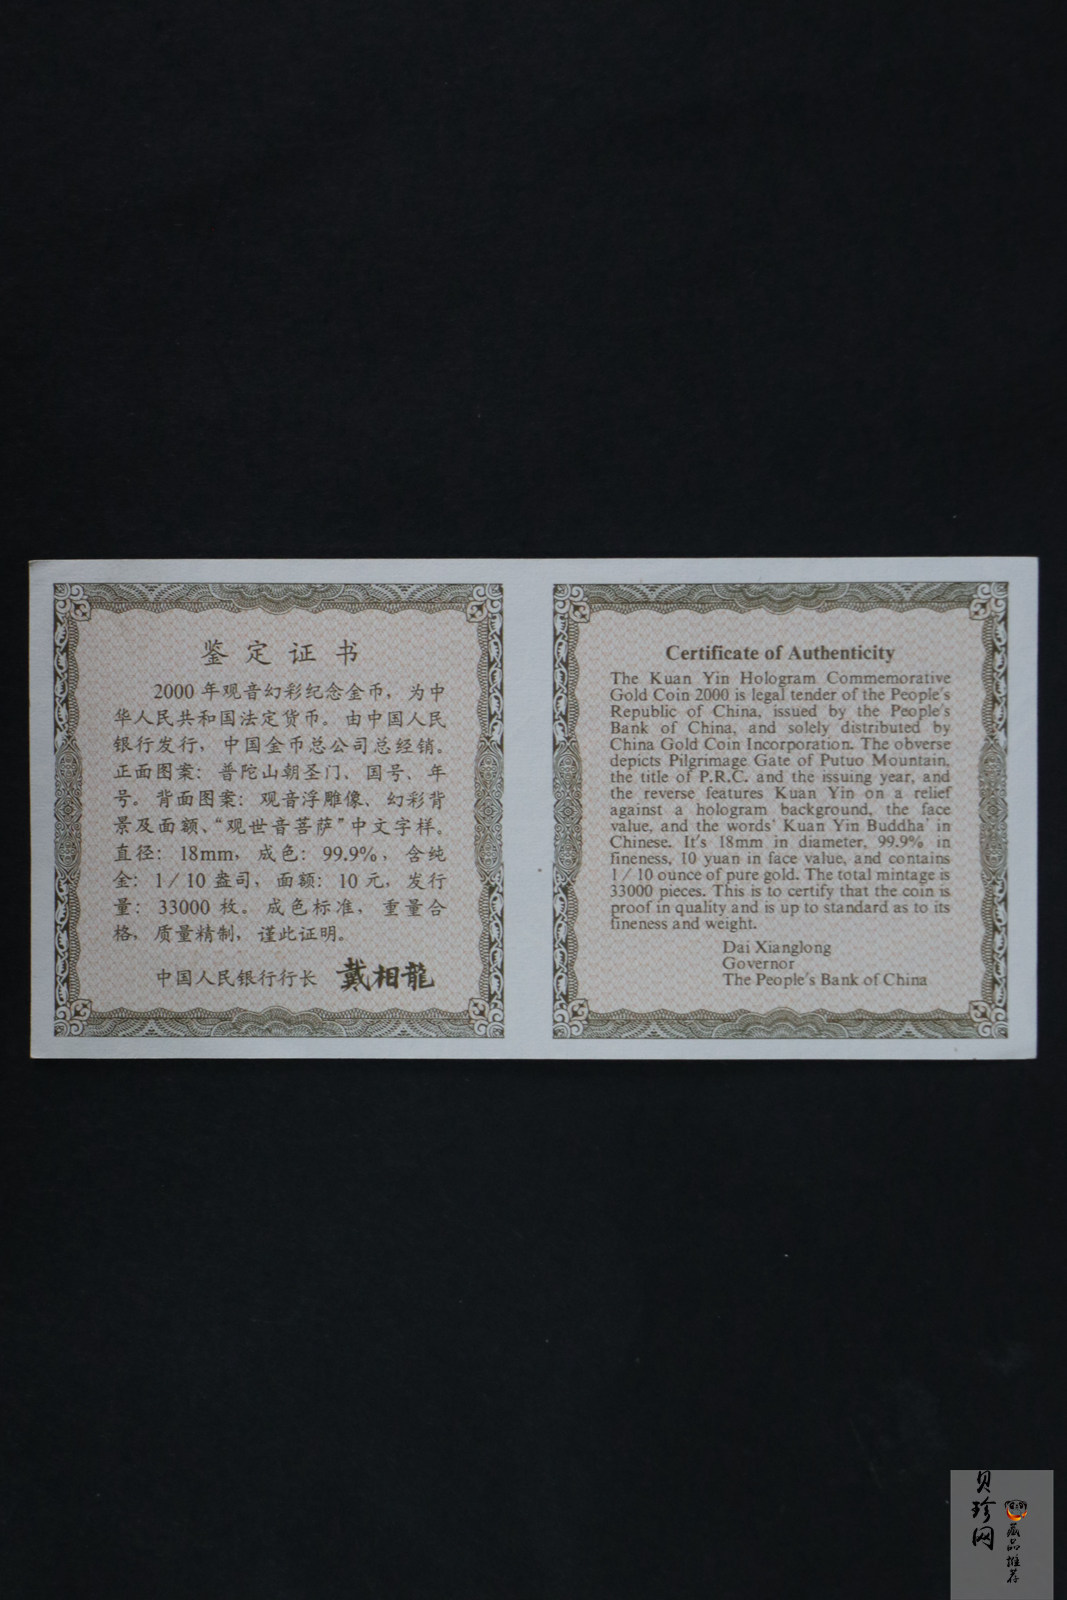 鉴定证书
2000年观音幻彩纪念金币，为中
华人民共和国法定货币。由中国人民
银行发行，中国金币总公司总经销。
正面图案：普陀山朝圣门、国号、年
号。背面图案：观音浮雕像、幻彩背
景及面额、“观世音菩萨”中文字样。
直径：18mm，成色：99.9%，含纯
金：1／10盎司，面额：10元，发行
量：33000枚。成色标准，重量合
格，质量精制，谨此证明。
中国人民银行行长 戴相龍
Certificate of Authenticity
The Kuan Yin Hologram Commemorative
Gold Coin 2000 is legal tender of the People's
Republic of China, issued by the People's
Bank of China, and solely distributed by
China Gold Coin Incorporation. The obverse
depicts Pilgrimage Gate of Putuo Mountain,
the title of P.R.C. and the issuing year, and
the reverse features Kuan Yin on a relief
against a hologram background, the face
value, and the words' Kuan Yin Buddha' in
Chinese. It's 18mm in diameter, 99.9% in
fineness, 10 yuan in face value, and contains
1／10 ounce of pure gold. The total mintage is
33000 pieces. This is to certify that the coin is
proof in quality and is up to standard as to its
fineness and weight.
Dai Xianglong
Governor
The People's Bank of China
贝珍网
藏品推荐